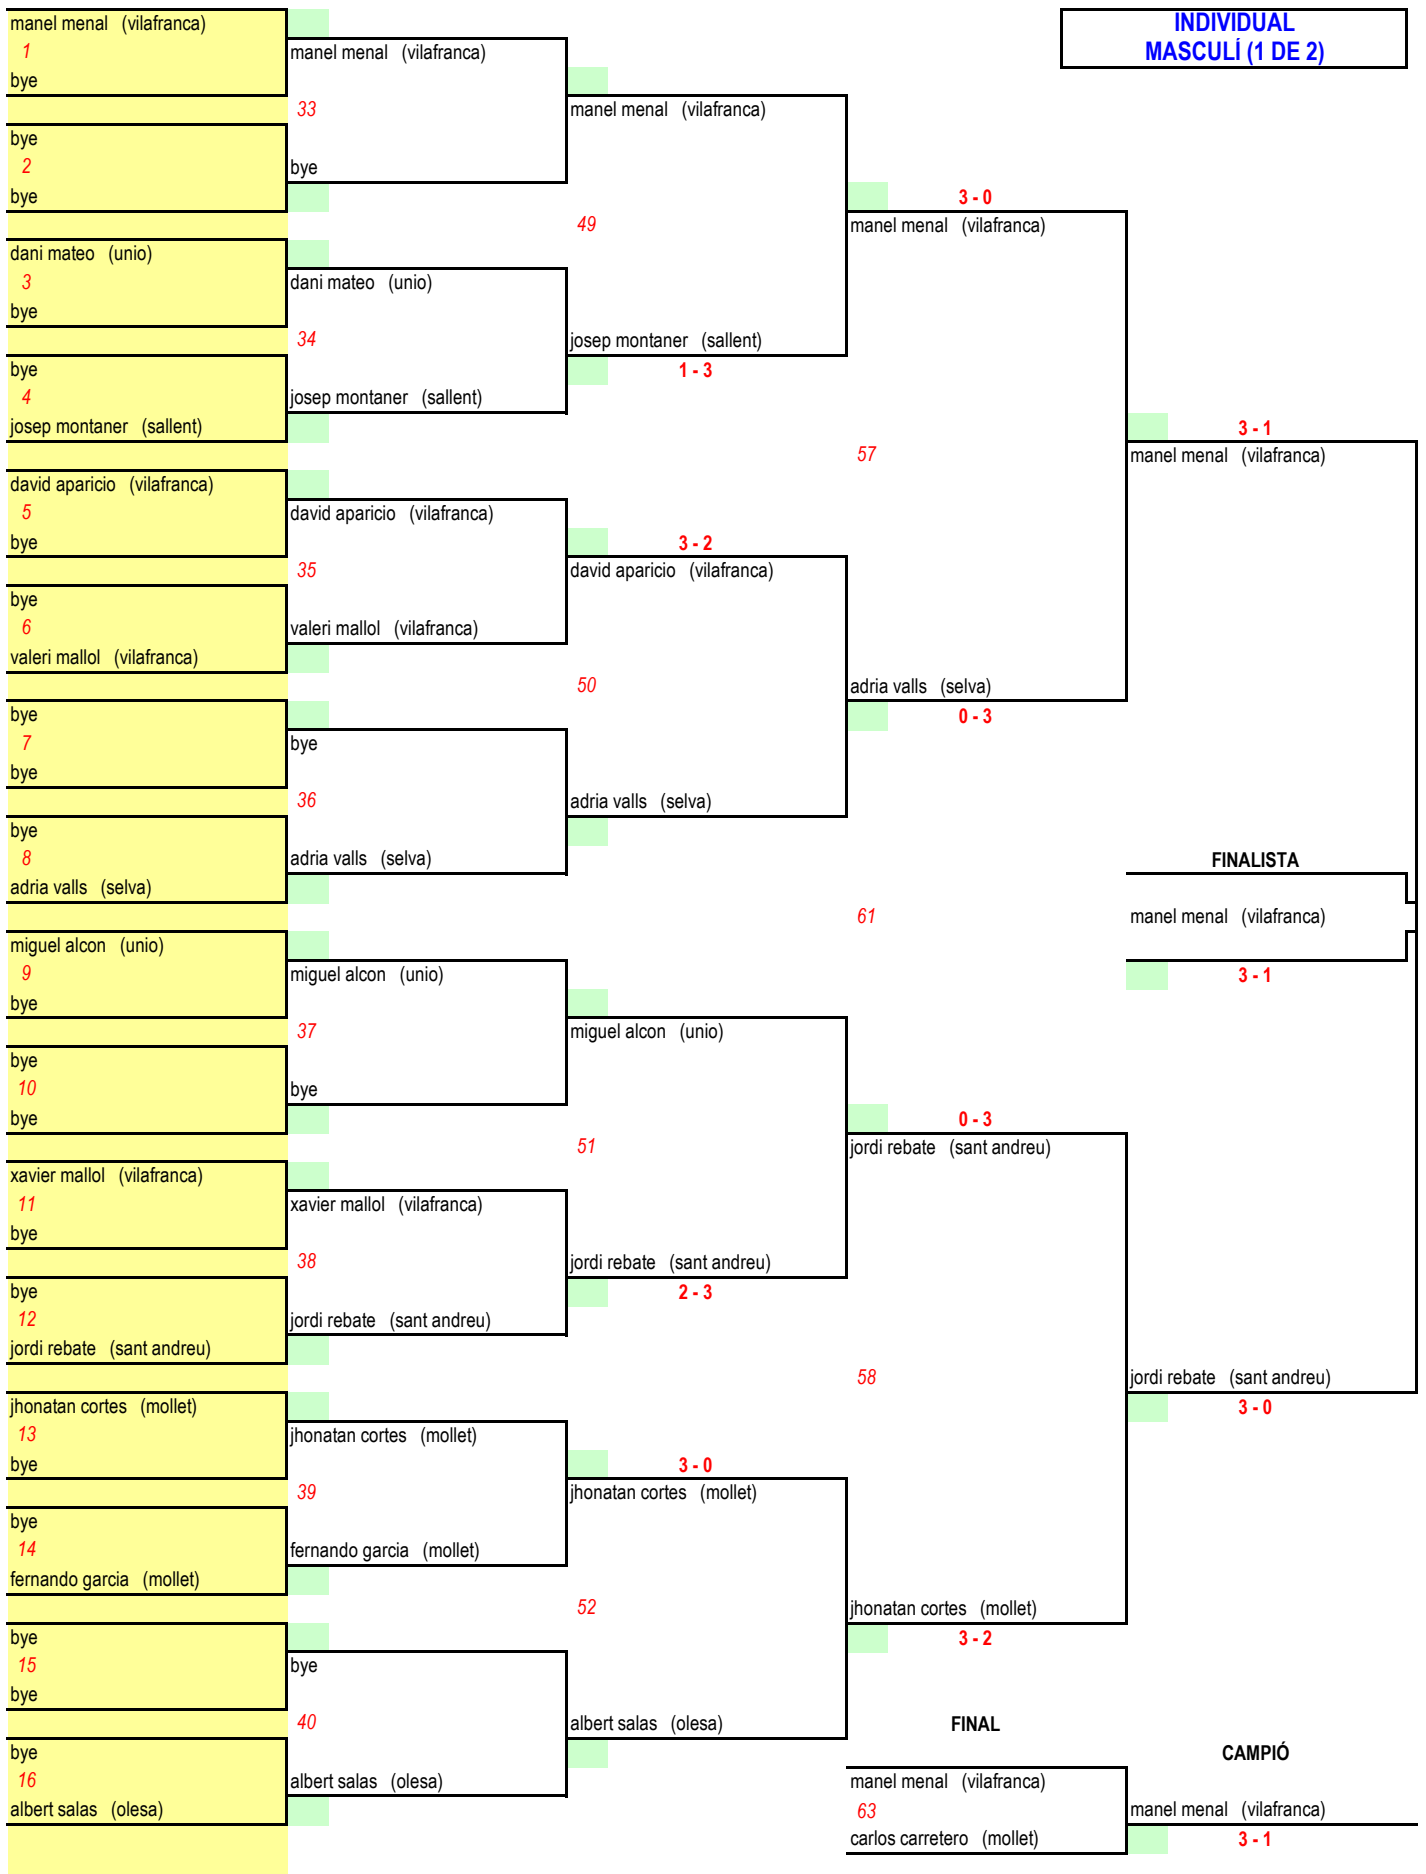 INDIVIDUAL
MASCULÍ (1 DE 2)
manel menal (vilafranca)
1
bye
bye
2
bye
dani mateo (unio)
3
bye
bye
4
josep montaner (sallent)
david aparicio (vilafranca)
5
bye
bye
6
valeri mallol (vilafranca)
bye
7
bye
bye
8
adria valls (selva)
miguel alcon (unio)
9
bye
bye
10
bye
xavier mallol (vilafranca)
11
bye
bye
12
jordi rebate (sant andreu)
jhonatan cortes (mollet)
13
bye
bye
14
fernando garcia (mollet)
bye
15
bye
bye
16
albert salas (olesa)
manel menal (vilafranca)
33
bye
dani mateo (unio)
34
josep montaner (sallent)
david aparicio (vilafranca)
35
valeri mallol (vilafranca)
bye
36
adria valls (selva)
miguel alcon (unio)
37
bye
xavier mallol (vilafranca)
38
jordi rebate (sant andreu)
jhonatan cortes (mollet)
39
fernando garcia (mollet)
bye
40
albert salas (olesa)
manel menal (vilafranca)
49
josep montaner (sallent)
1 - 3
3 - 2
david aparicio (vilafranca)
50
adria valls (selva)
miguel alcon (unio)
51
jordi rebate (sant andreu)
2 - 3
3 - 0
jhonatan cortes (mollet)
52
albert salas (olesa)
3 - 0
manel menal (vilafranca)
57
adria valls (selva)
0 - 3
61
0 - 3
jordi rebate (sant andreu)
58
jhonatan cortes (mollet)
3 - 2
3 - 1
manel menal (vilafranca)
FINALISTA
manel menal (vilafranca)
3 - 1
jordi rebate (sant andreu)
3 - 0
FINAL
manel menal (vilafranca)
63
carlos carretero (mollet)
CAMPIÓ
manel menal (vilafranca)
3 - 1